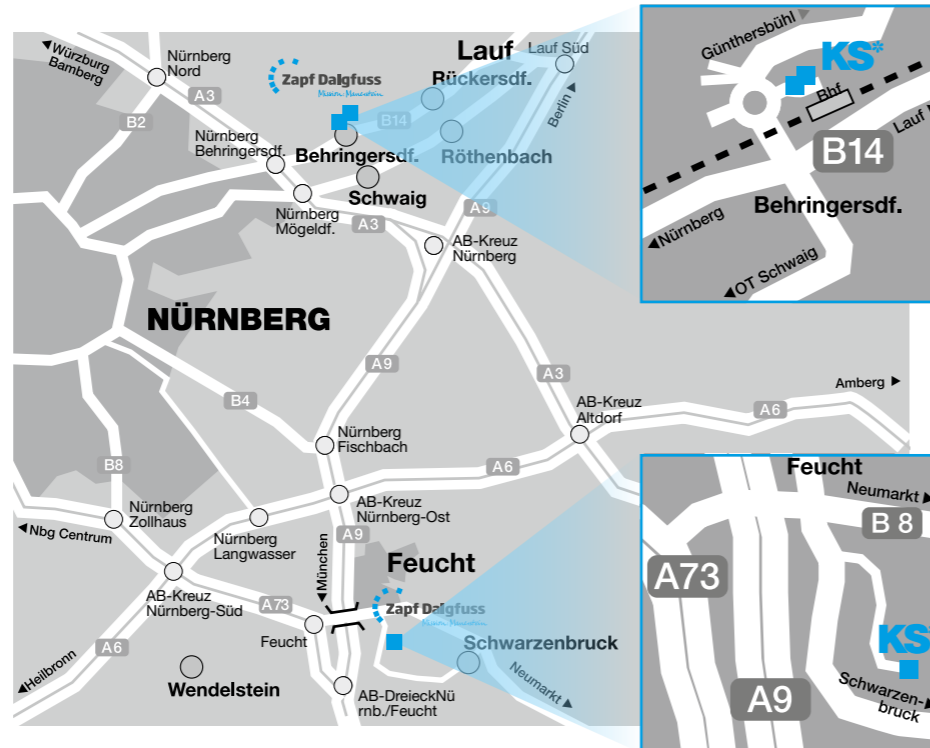 Würzburg
Bamberg
Nürnberg
Nord
A3
B2
Zapf Daigfuss
Mission: Mauerstein
Lauf
Lauf Süd
Rückersdf.
Berlin
B14
Nürnberg
Behringersdf.
Behringersdf.
Röthenbach
Schwaig
Nürnberg
Mögeldf.
A3
A9
AB-Kreuz
Nürnberg
NÜRNBERG
A9
A3
B4
AB-Kreuz
Altdorf
Amberg
A6
Nürnberg
Fischbach
A6
B8
Nürnberg
Zollhaus
Nbg Centrum
Nürnberg
Langwasser
AB-Kreuz
Nürnberg-Ost
A9
München
Feucht
Zapf Daigfuss
Mission: Mauerstein
AB-Kreuz
Nürnberg-Süd
A73
Feucht
Schwarzenbruck
A6
Heilbronn
Wendelstein
AB-DreieckNü
rnb./Feucht
Neumarkt
Günthersbühl
KS*
Bhf
Lauf
B14
Behringersdf.
Nürnberg
OT Schwaig
Feucht
Neumarkt
B 8
A73
KS*
A9
Schwarzen-
bruck